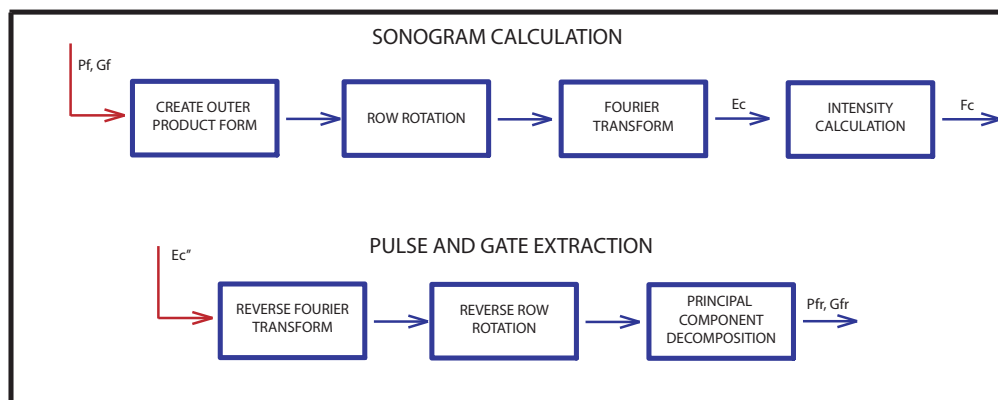 SONOGRAM CALCULATION
Pf, Gf
CREATE OUTER
PRODUCT FORM
ROW ROTATION
FOURIER
TRANSFORM
Ec
INTENSITY
CALCULATION
Fc
PULSE AND GATE EXTRACTION
Ec"
REVERSE FOURIER
TRANSFORM
REVERSE ROW
ROTATION
PRINCIPAL
COMPONENT
DECOMPOSITION
Pfr, Gfr